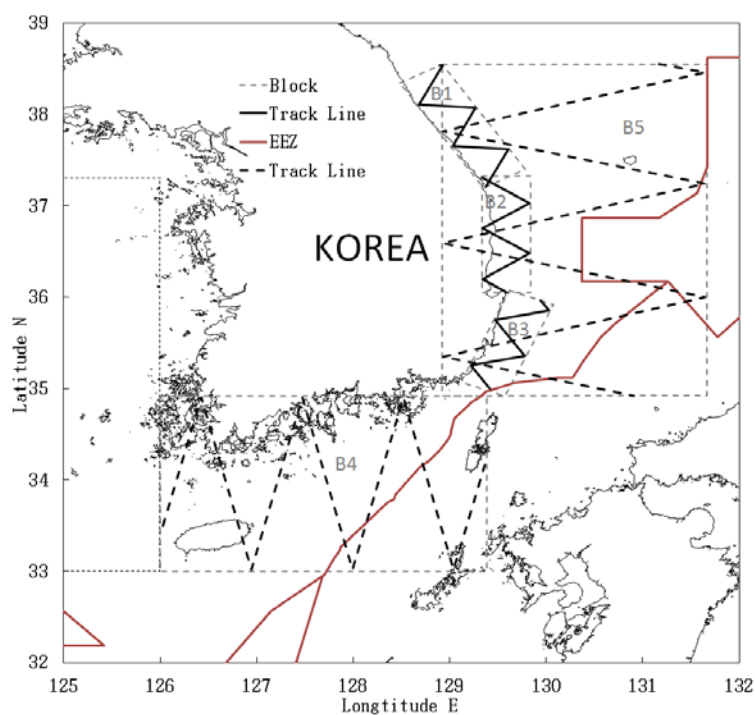 39
38
37
36
35
34
33
32
Latitude N
Block
Track Line
EEZ
Track Line
B1
B5
B2
KOREA
B3
B4
125 126 127 128 129 130 131 132
Longtitude E